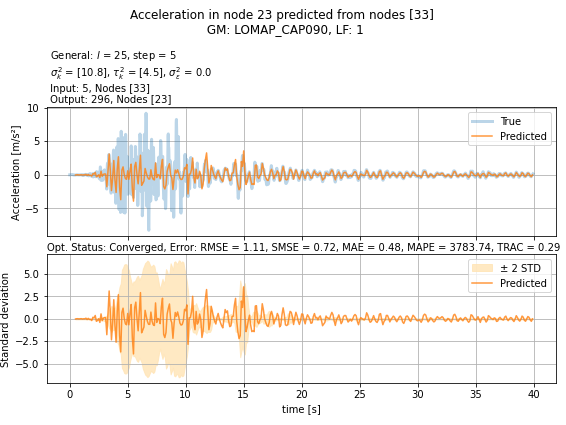 Acceleration in node 23 predicted from nodes [33]
GM: LOMAP_CAP090, LF: 1
General: l = 25, step = 5
σ²ₖ = [10.8], τ²ₖ = [4.5], σ²ε = 0.0
Input: 5, Nodes [33]
Output: 296, Nodes [23]
Acceleration [m/s²]
10
5
0
−5
True
Predicted
Opt. Status: Converged, Error: RMSE = 1.11, SMSE = 0.72, MAE = 0.48, MAPE = 3783.74, TRAC = 0.29
Standard deviation
5.0
2.5
0.0
−2.5
−5.0
± 2 STD
Predicted
0 5 10 15 20 25 30 35 40
time [s]